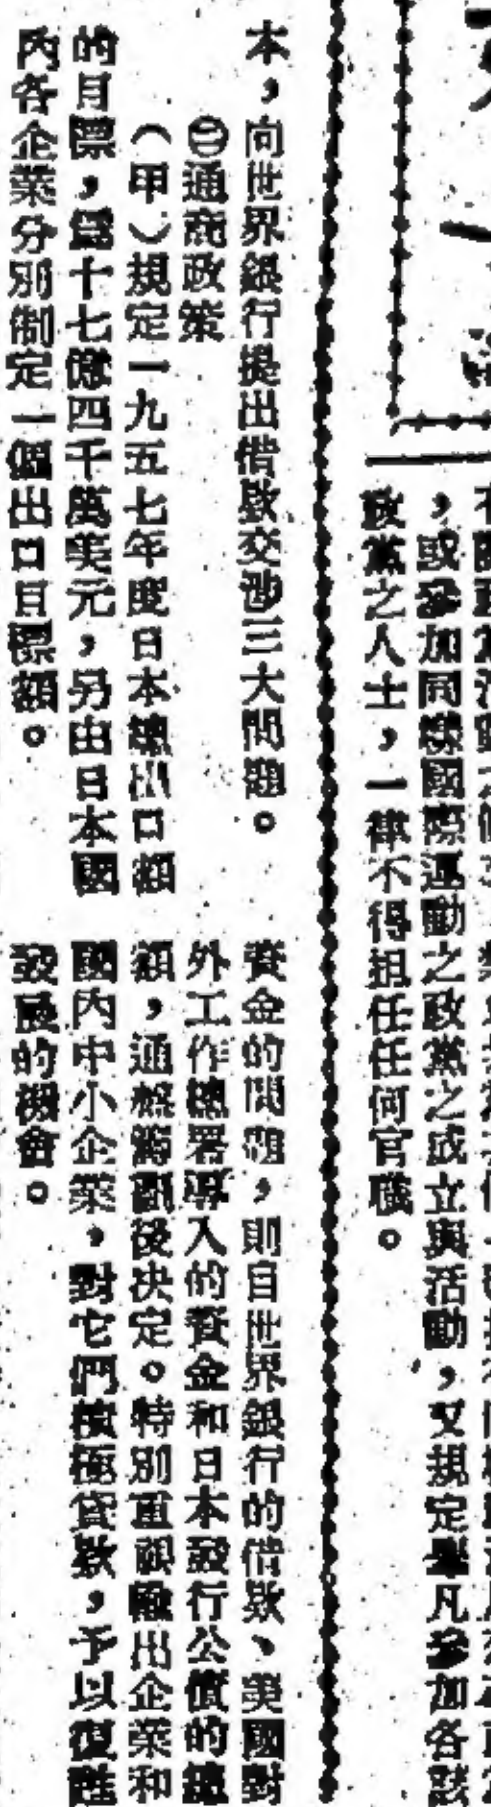 ，或參加同樣國際運動之政黨之成立與活動，又規定舉凡參加各該
政黨之人士，一律不得担任任何官職。
本，向世界銀行提出借款交涉三大問題。
㊂通商政策
（甲）規定一九五七年度日本總出口額
的目標，爲十七億四千萬美元，另由日本國
內各企業分別制定一個出口目標額。
資金的問題，則自世界銀行的借款、美國對
外工作總署導入的資金和日本發行公債的總
額，通盤籌劃後决定。特別重視輸出企業和
國內中小企業，對它們積極貸款，予以復甦
發展的機會。